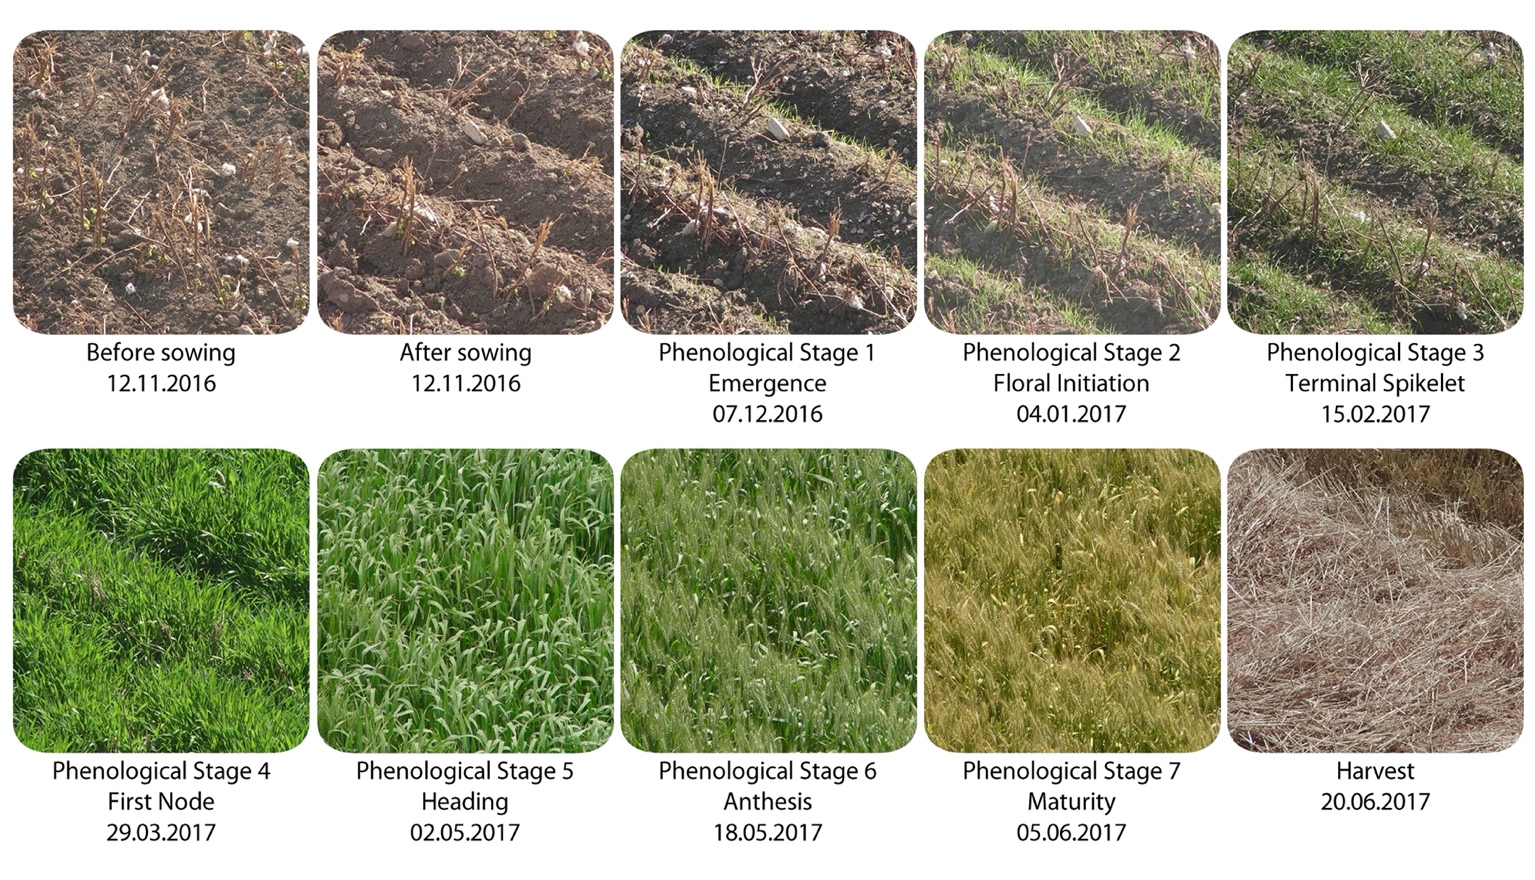 Before sowing
12.11.2016
After sowing
12.11.2016
Phenological Stage 1
Emergence
07.12.2016
Phenological Stage 2
Floral Initiation
04.01.2017
Phenological Stage 3
Terminal Spikelet
15.02.2017
Phenological Stage 4
First Node
29.03.2017
Phenological Stage 5
Heading
02.05.2017
Phenological Stage 6
Anthesis
18.05.2017
Phenological Stage 7
Maturity
05.06.2017
Harvest
20.06.2017